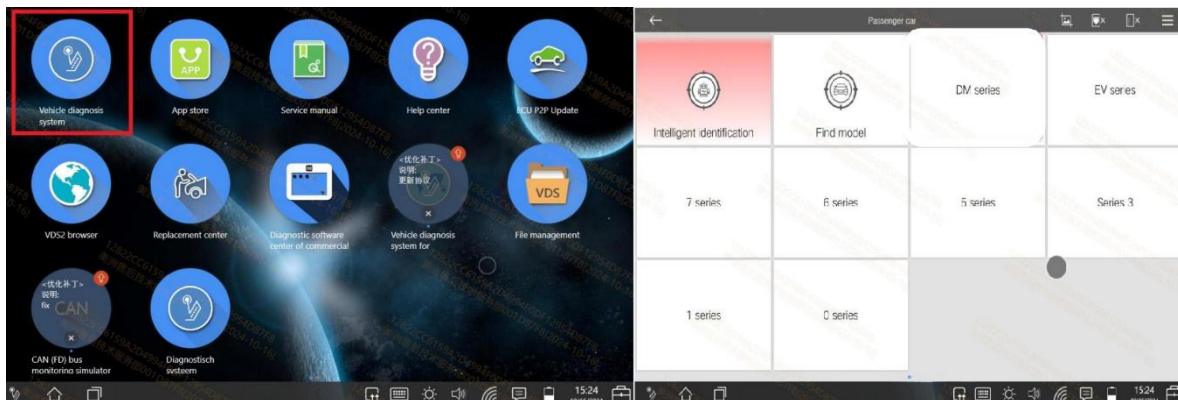 Vehicle diagnosis
system
App store
Service manual
Help center
ECU P2P Update
VDS2 browser
Replacement center
Diagnostic software
center of commercial
<优化补丁>
说明:
更新协议
Vehicle diagnosis
system for
VDS
File management
<优化补丁>
说明:
fix
CAN
CAN (FD) bus
monitoring simulator
Diagnostisch
systeem
15:24
Passenger car
Intelligent identification
Find model
DM series
EV series
7 series
6 series
5 series
Series 3
1 series
0 series
15:24